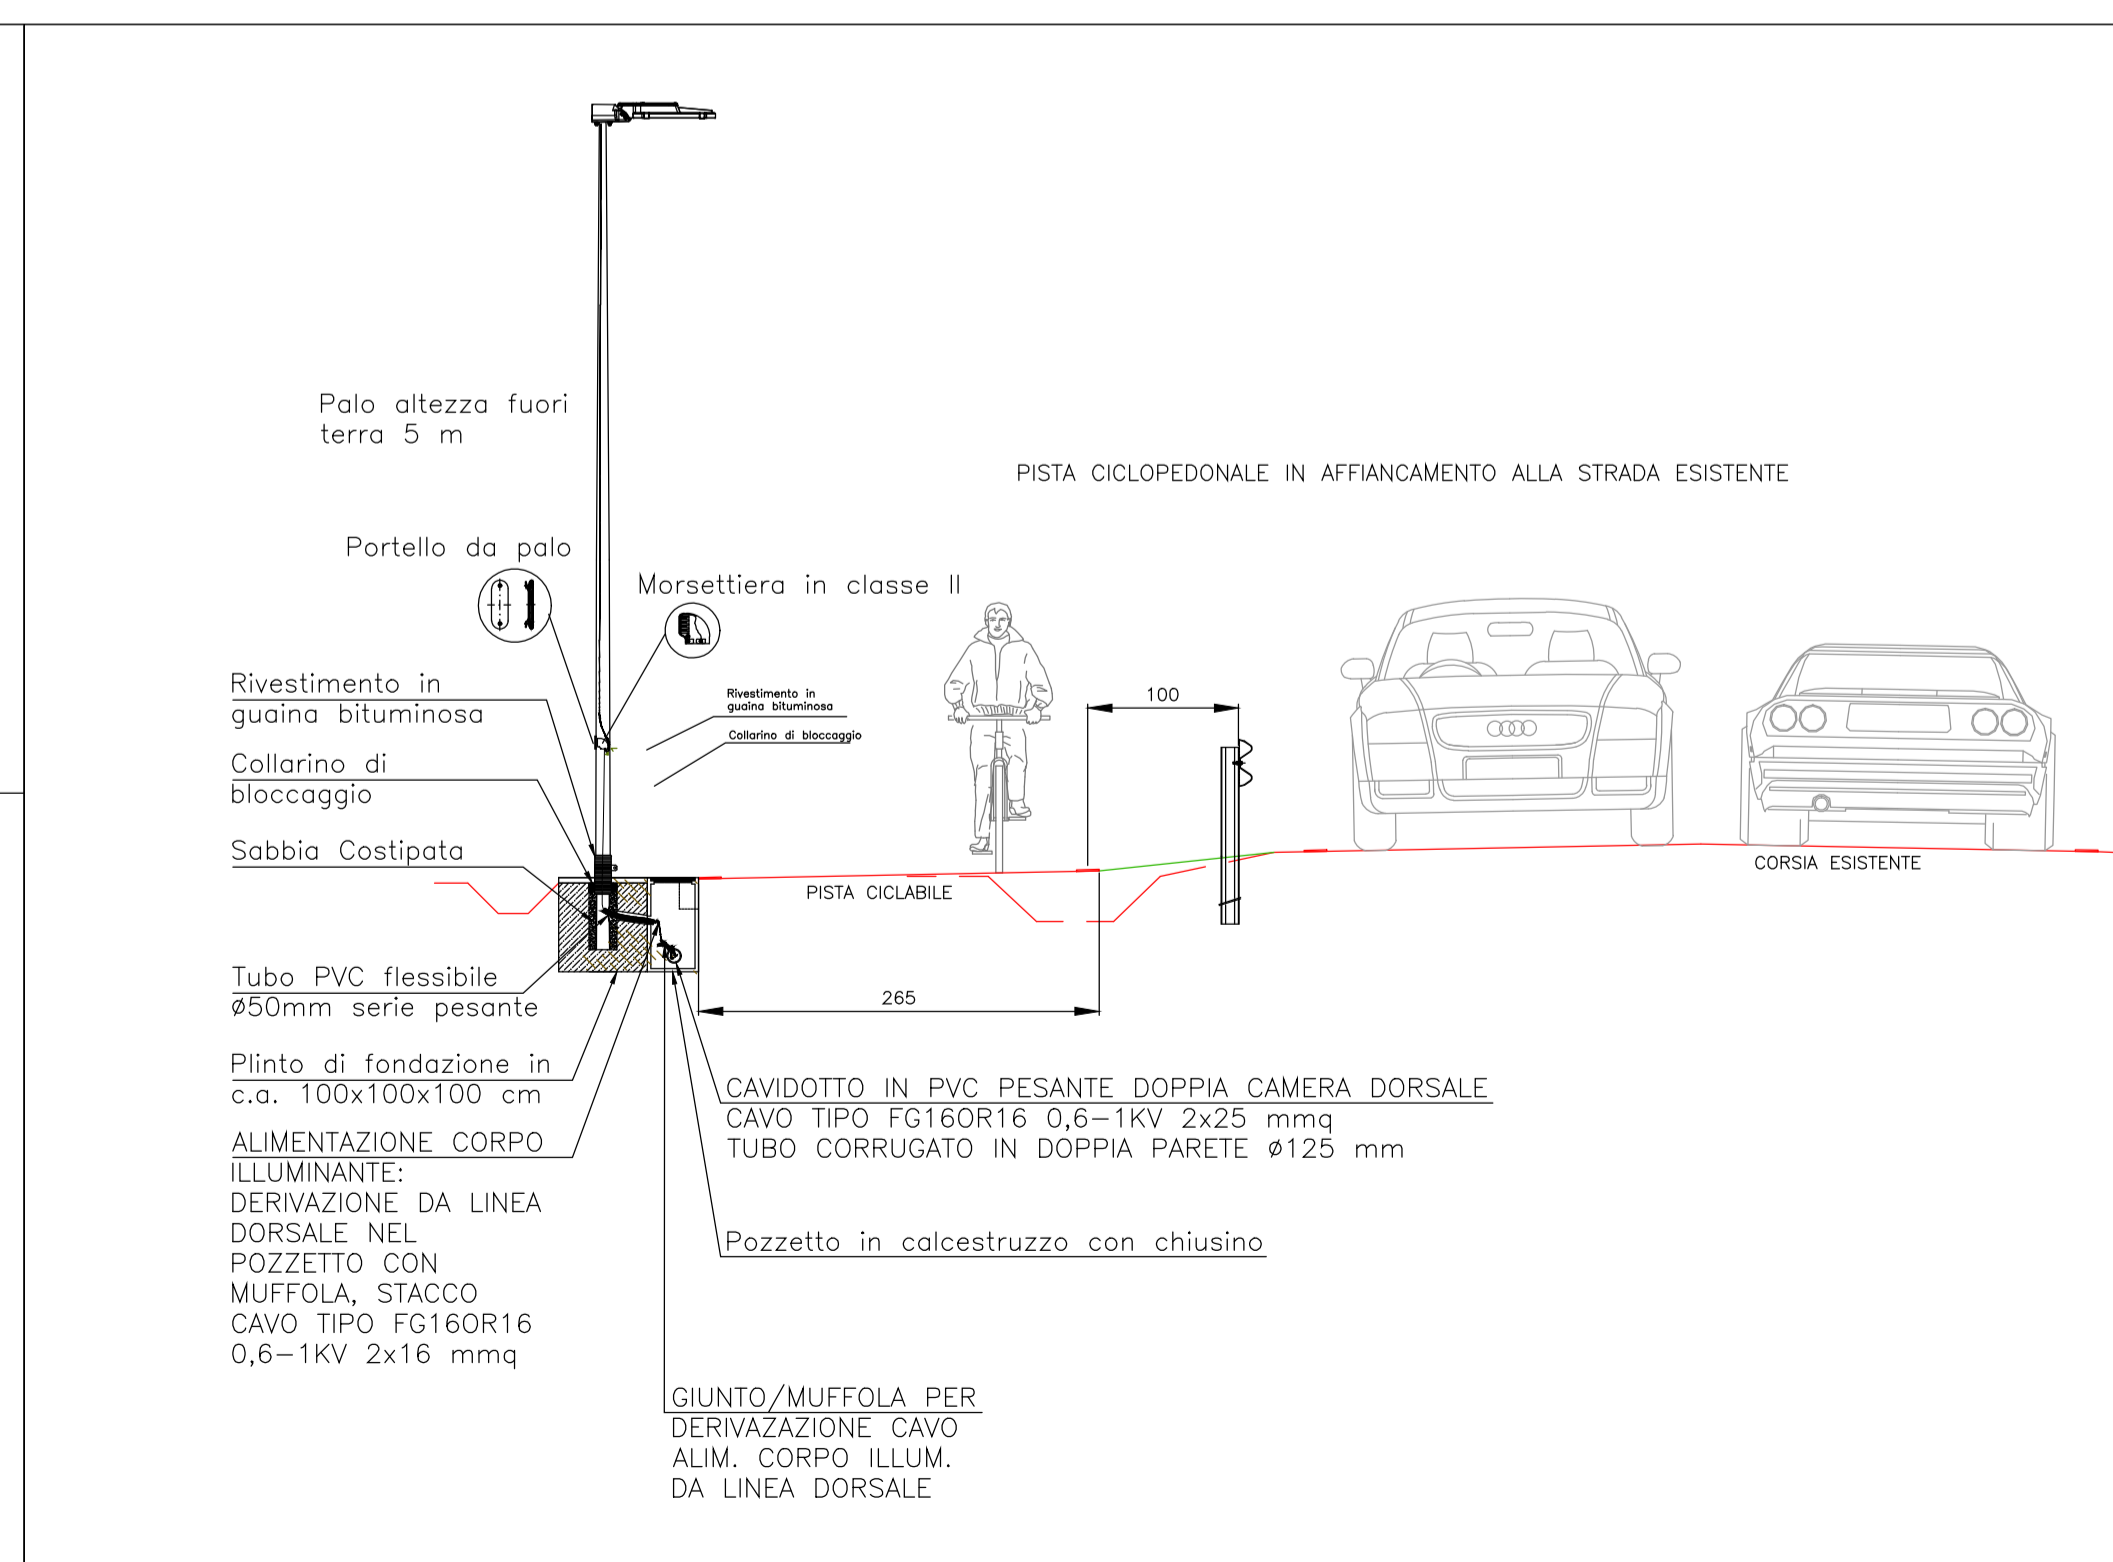 Palo altezza fuori
terra 5 m
PISTA CICLOPEDONALE IN AFFIANCAMENTO ALLA STRADA ESISTENTE
Portello da palo
Morsettiera in classe II
Rivestimento in
guaina bituminosa
Rivestimento in
guaina bituminosa
100
Collarino di bloccaggio
Collarino di
bloccaggio
Sabbia Costipata
CORSIA ESISTENTE
PISTA CICLABILE
Tubo PVC flessibile
ø50mm serie pesante
265
Plinto di fondazione in
c.a. 100x100x100 cm
CAVIDOTTO IN PVC PESANTE DOPPIA CAMERA DORSALE
CAVO TIPO FG16OR16 0,6-1KV 2x25 mmq
TUBO CORRUGATO IN DOPPIA PARETE ø125 mm
ALIMENTAZIONE CORPO
ILLUMINANTE:
DERIVAZIONE DA LINEA
DORSALE NEL
POZZETTO CON
MUFFOLA, STACCO
CAVO TIPO FG16OR16
0,6-1KV 2x16 mmq
Pozzetto in calcestruzzo con chiusino
GIUNTO/MUFFOLA PER
DERIVAZAZIONE CAVO
ALIM. CORPO ILLUM.
DA LINEA DORSALE